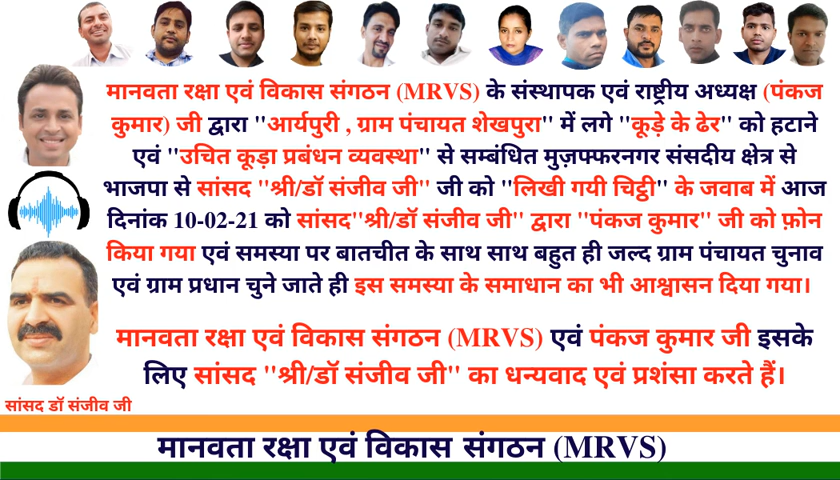 मानवता रक्षा एवं विकास संगठन (MRVS) के संस्थापक एवं राष्ट्रीय अध्यक्ष (पंकज
कुमार) जी द्वारा "आर्यपुरी , ग्राम पंचायत शेखपुरा" में लगे "कूड़े के ढेर" को हटाने
एवं "उचित कूड़ा प्रबंधन व्यवस्था" से सम्बंधित मुज़फ्फरनगर संसदीय क्षेत्र से
भाजपा से सांसद "श्री/डॉ संजीव जी" जी को "लिखी गयी चिट्ठी" के जवाब में आज
दिनांक 10-02-21 को सांसद"श्री/डॉ संजीव जी" द्वारा "पंकज कुमार" जी को फ़ोन
किया गया एवं समस्या पर बातचीत के साथ साथ बहुत ही जल्द ग्राम पंचायत चुनाव
एवं ग्राम प्रधान चुने जाते ही इस समस्या के समाधान का भी आश्वासन दिया गया।
मानवता रक्षा एवं विकास संगठन (MRVS) एवं पंकज कुमार जी इसके
लिए सांसद "श्री/डॉ संजीव जी" का धन्यवाद एवं प्रशंसा करते हैं।
सांसद डॉ संजीव जी
मानवता रक्षा एवं विकास संगठन (MRVS)